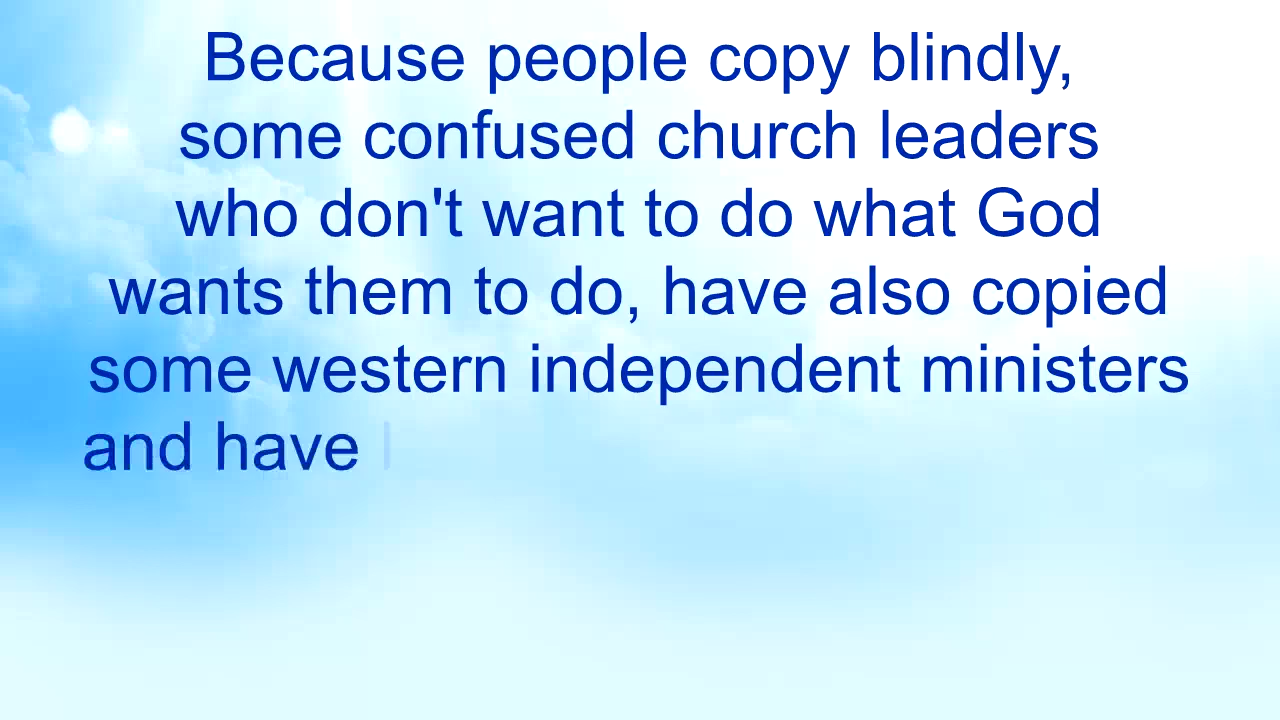 Because people copy blindly,
some confused church leaders
who don't want to do what God
wants them to do, have also copied
some western independent ministers
and have